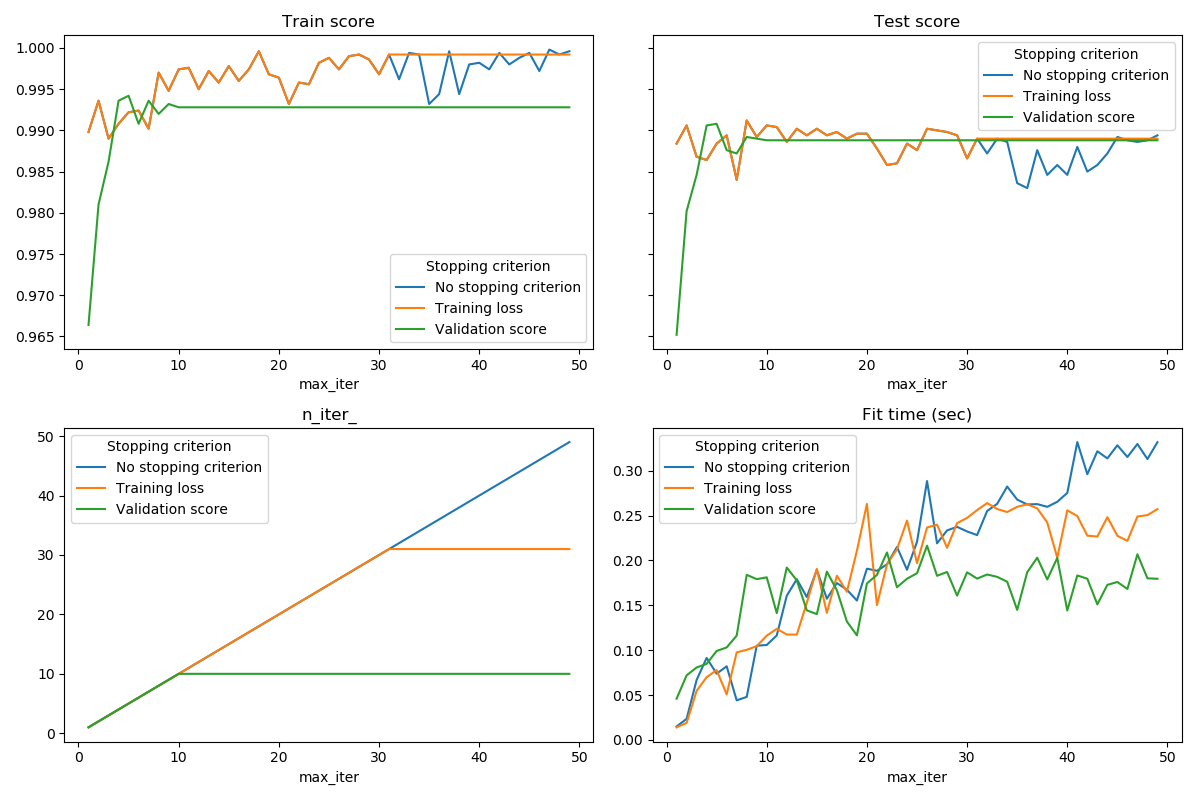 Train score
1.000
0.995
0.990
0.985
0.980
0.975
0.970
0.965
Stopping criterion
No stopping criterion
Training loss
Validation score
0 10 20 30 40 50
max_iter
Test score
Stopping criterion
No stopping criterion
Training loss
Validation score
0 10 20 30 40 50
max_iter
n_iter_
50
40
30
20
10
0
Stopping criterion
No stopping criterion
Training loss
Validation score
0 10 20 30 40 50
max_iter
Fit time (sec)
0.30
0.25
0.20
0.15
0.10
0.05
0.00
Stopping criterion
No stopping criterion
Training loss
Validation score
0 10 20 30 40 50
max_iter